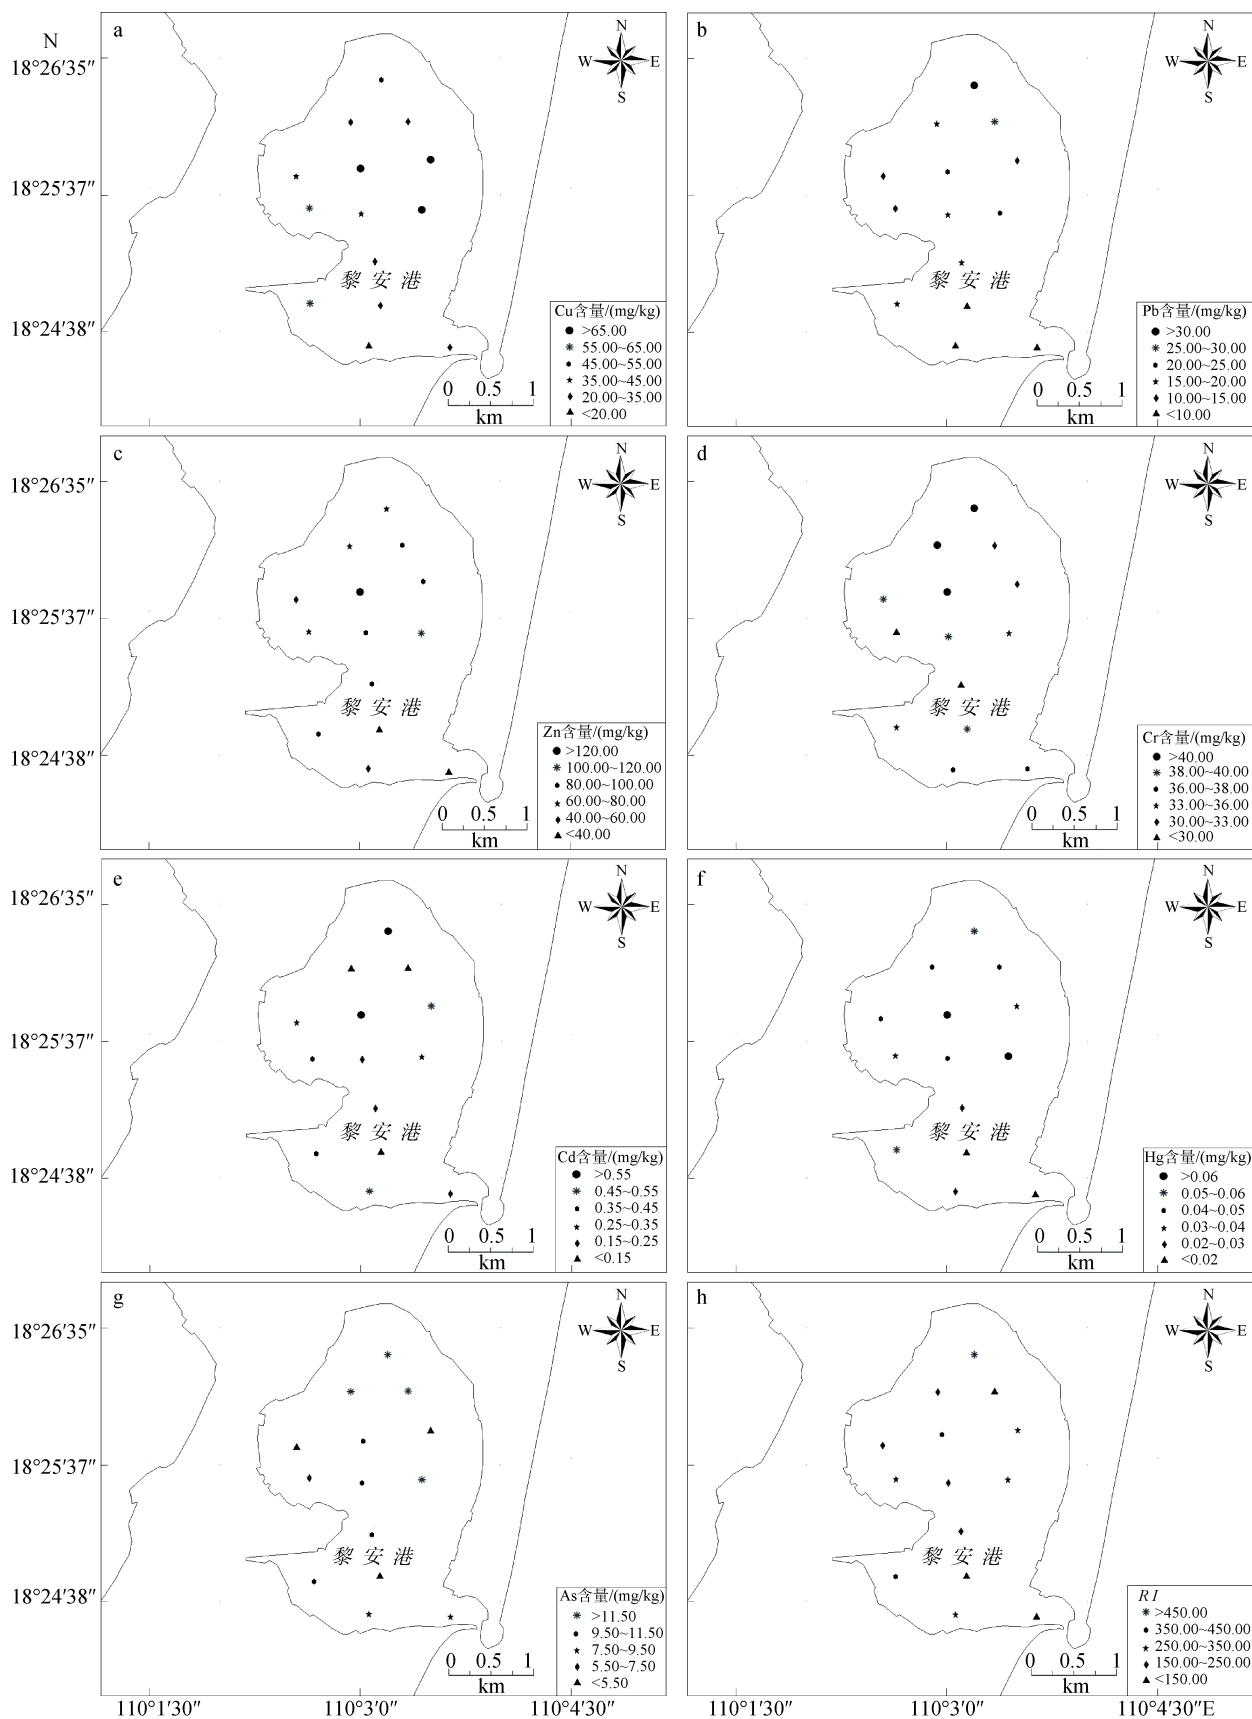 a
N
N
W
E
S
18°26′35″
18°25′37″
18°24′38″
黎安港
Cu含量/(mg/kg)
>65.00
55.00~65.00
45.00~55.00
35.00~45.00
20.00~35.00
<20.00
0 0.5 1
km
b
N
W
E
S
黎安港
Pb含量/(mg/kg)
>30.00
25.00~30.00
20.00~25.00
15.00~20.00
10.00~15.00
<10.00
0 0.5 1
km
c
N
W
E
S
18°26′35″
18°25′37″
18°24′38″
黎安港
Zn含量/(mg/kg)
>120.00
100.00~120.00
80.00~100.00
60.00~80.00
40.00~60.00
<40.00
0 0.5 1
km
d
N
W
E
S
黎安港
Cr含量/(mg/kg)
>40.00
38.00~40.00
36.00~38.00
33.00~36.00
30.00~33.00
<30.00
0 0.5 1
km
e
N
W
E
S
18°26′35″
18°25′37″
18°24′38″
黎安港
Cd含量/(mg/kg)
>0.55
0.45~0.55
0.35~0.45
0.25~0.35
0.15~0.25
<0.15
0 0.5 1
km
f
N
W
E
S
黎安港
Hg含量/(mg/kg)
>0.06
0.05~0.06
0.04~0.05
0.03~0.04
0.02~0.03
<0.02
0 0.5 1
km
g
N
W
E
S
18°26′35″
18°25′37″
18°24′38″
黎安港
As含量/(mg/kg)
>11.50
9.50~11.50
7.50~9.50
5.50~7.50
<5.50
0 0.5 1
km
110°1′30″ 110°3′0″ 110°4′30″
h
N
W
E
S
黎安港
RI
>450.00
350.00~450.00
250.00~350.00
150.00~250.00
<150.00
0 0.5 1
km
110°1′30″ 110°3′0″ 110°4′30″E